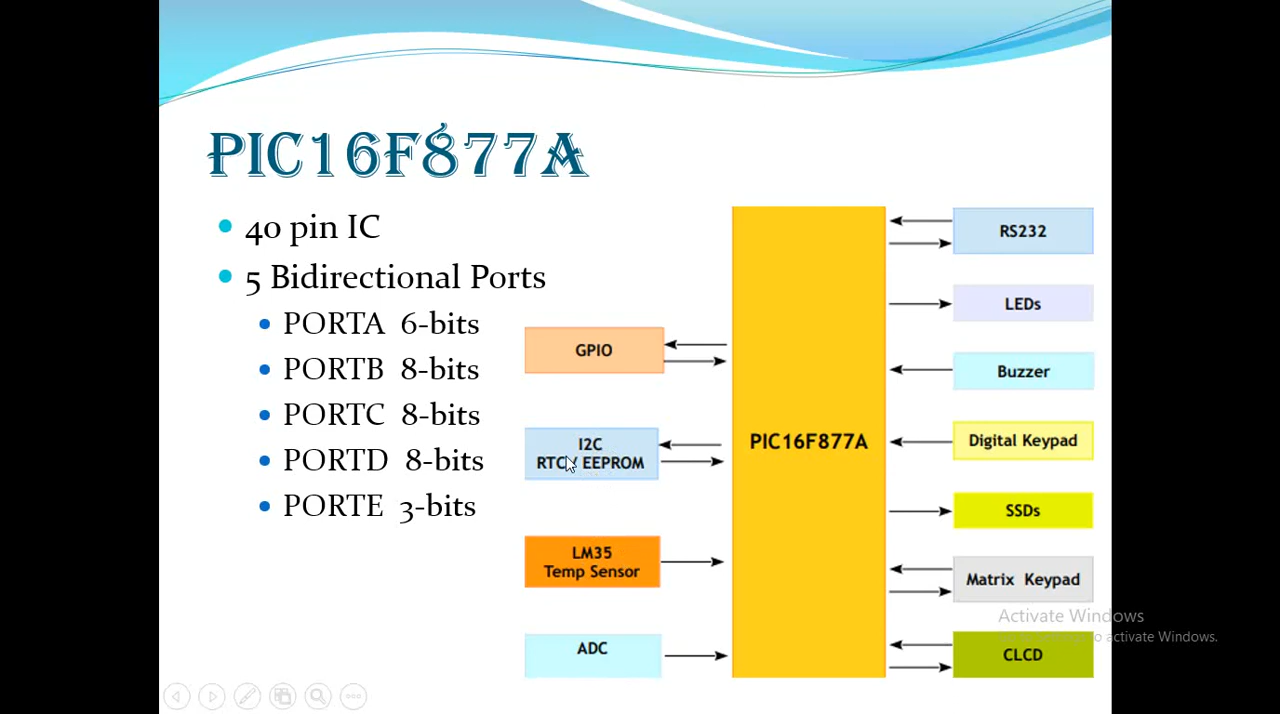 PIC16F877A
40 pin IC
5 Bidirectional Ports
PORTA 6-bits
PORTB 8-bits
PORTC 8-bits
PORTD 8-bits
PORTE 3-bits
GPIO
I2C
RTC/ EEPROM
LM35
Temp Sensor
ADC
PIC16F877A
RS232
LEDs
Buzzer
Digital Keypad
SSDs
Matrix Keypad
CLCD
Activate Windows
to activate Windows.